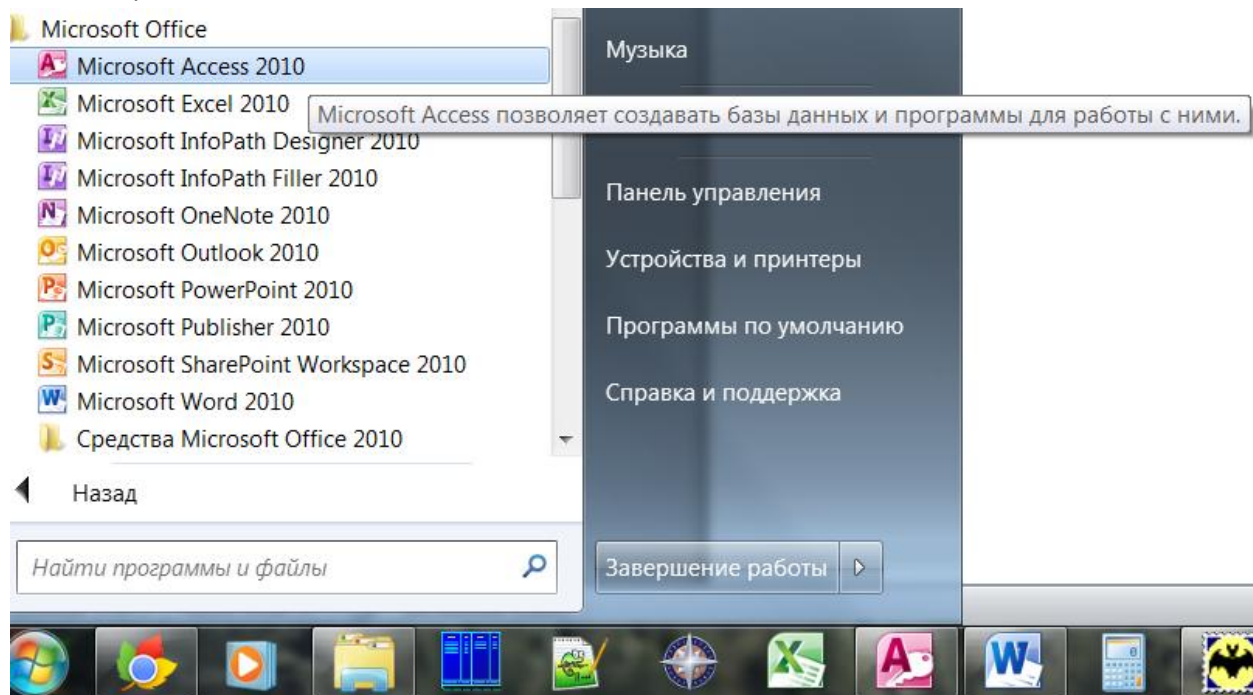 Microsoft Office
Microsoft Access 2010
Microsoft Excel 2010
Microsoft Access позволяет создавать базы данных и программы для работы с ними.
Microsoft InfoPath Designer 2010
Microsoft InfoPath Filler 2010
Microsoft OneNote 2010
Microsoft Outlook 2010
Microsoft PowerPoint 2010
Microsoft Publisher 2010
Microsoft SharePoint Workspace 2010
Microsoft Word 2010
Средства Microsoft Office 2010
Назад
Найти программы и файлы
Музыка
Панель управления
Устройства и принтеры
Программы по умолчанию
Справка и поддержка
Завершение работы